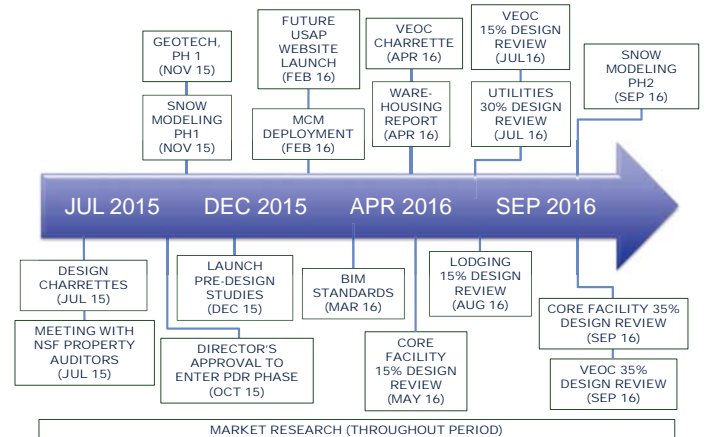 GEOTECH,
PH 1
(NOV 15)
SNOW
MODELING
PH1
(NOV 15)
FUTURE
USAP
WEBSITE
LAUNCH
(FEB 16)
MCM
DEPLOYMENT
(FEB 16)
VEOC
CHARRETTE
(APR 16)
WARE-
HOUSING
REPORT
(APR 16)
VEOC
15% DESIGN
REVIEW
(JUL16)
UTILITIES
30% DESIGN
REVIEW
(JUL 16)
SNOW
MODELING
PH2
(SEP 16)
JUL 2015
DEC 2015
APR 2016
SEP 2016
DESIGN
CHARRETTES
(JUL 15)
MEETING WITH
NSF PROPERTY
AUDITORS
(JUL 15)
LAUNCH
PRE-DESIGN
STUDIES
(DEC 15)
DIRECTOR'S
APPROVAL TO
ENTER PDR PHASE
(OCT 15)
BIM
STANDARDS
(MAR 16)
CORE
FACILITY
15% DESIGN
REVIEW
(MAY 16)
LODGING
15% DESIGN
REVIEW
(AUG 16)
CORE FACILITY 35%
DESIGN REVIEW
(SEP 16)
VEOC 35%
DESIGN REVIEW
(SEP 16)
MARKET RESEARCH (THROUGHOUT PERIOD)